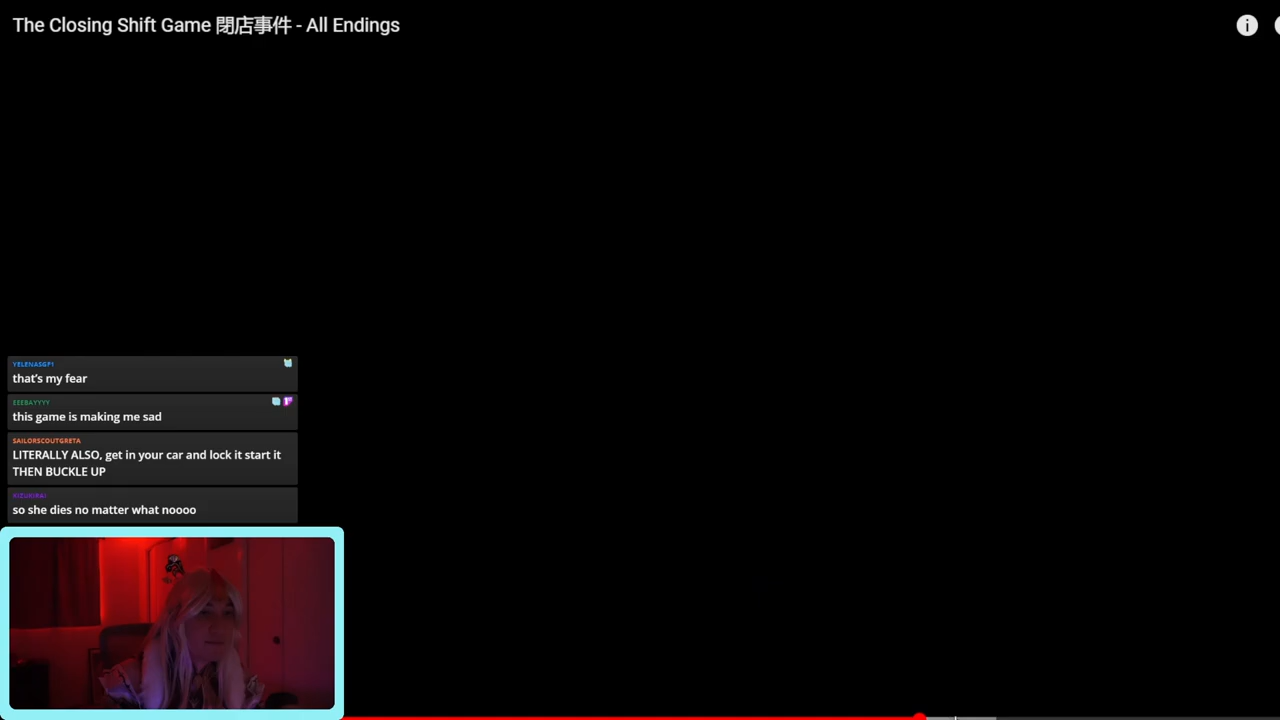 The Closing Shift Game 閉店事件 - All Endings
YELENASGF1
that's my fear
EEEBAYYYY
this game is making me sad
SAILORSCOUTGRETA
LITERALLY ALSO, get in your car and lock it start it
THEN BUCKLE UP
so she dies no matter what noooo